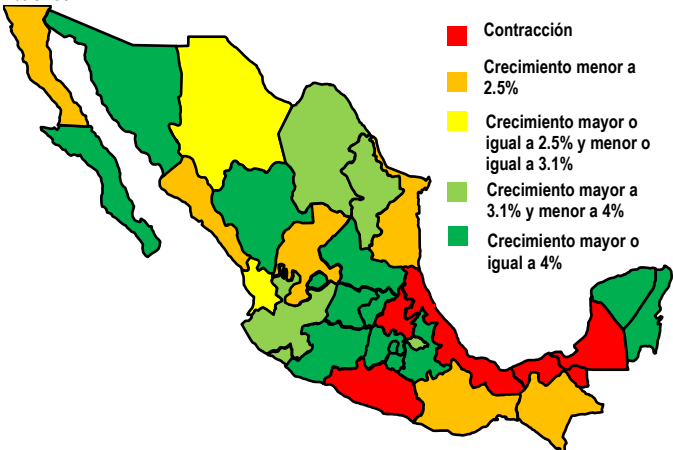 Contracción
Crecimiento menor a
2.5%
Crecimiento mayor o
igual a 2.5% y menor o
igual a 3.1%
Crecimiento mayor a
3.1% y menor a 4%
Crecimiento mayor o
igual a 4%